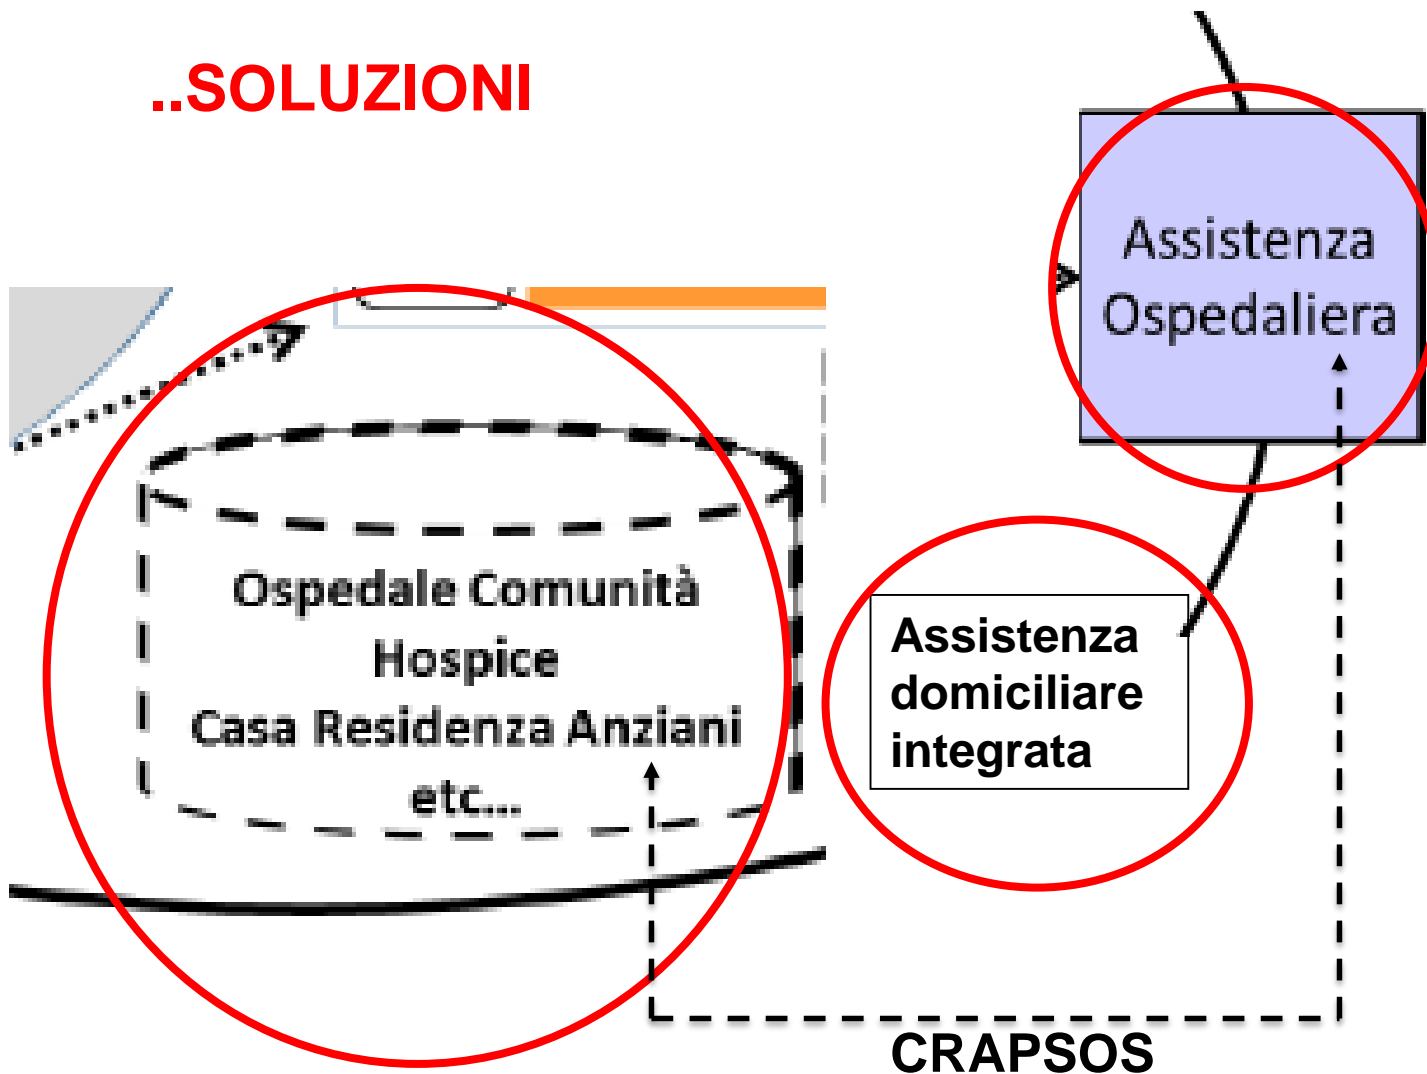 ..SOLUZIONI
Assistenza
Ospedaliera
Ospedale Comunità
Hospice
Casa Residenza Anziani
etc...
Assistenza
domiciliare
integrata
CRAPSOS